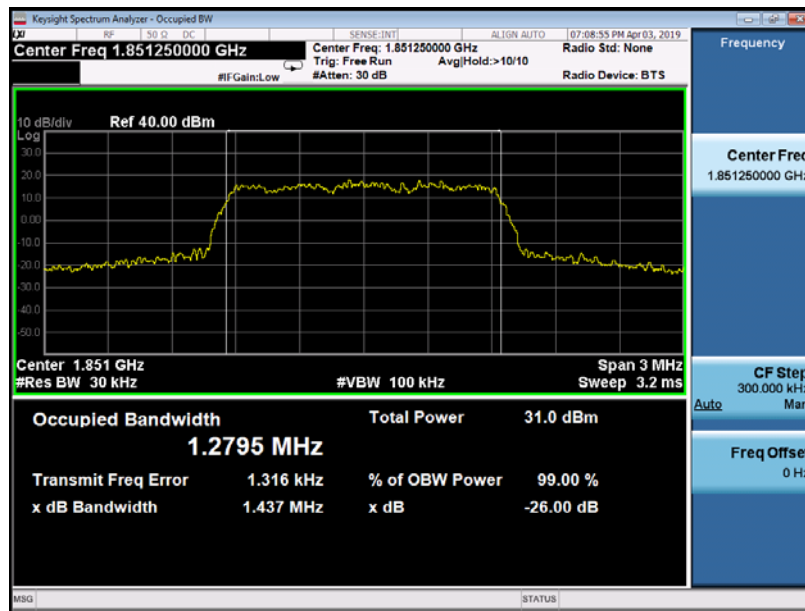 Keysight Spectrum Analyzer - Occupied BW
LXI RF 50 Ω DC SENSE:INT ALIGN AUTO 07:08:55 PM Apr 03, 2019
Center Freq 1.851250000 GHz
Center Freq: 1.851250000 GHz Radio Std: None
Trig: Free Run Avg|Hold:>10/10
#IFGain:Low #Atten: 30 dB Radio Device: BTS
10 dB/div Ref 40.00 dBm
Log
30.0
20.0
10.0
0.00
-10.0
-20.0
-30.0
-40.0
-50.0
Center 1.851 GHz Span 3 MHz
#Res BW 30 kHz #VBW 100 kHz Sweep 3.2 ms
Occupied Bandwidth Total Power 31.0 dBm
1.2795 MHz
Transmit Freq Error 1.316 kHz % of OBW Power 99.00 %
x dB Bandwidth 1.437 MHz x dB -26.00 dB
MSG STATUS
Frequency
Center Freq
1.851250000 GHz
CF Step
300.000 kHz
Auto Man
Freq Offset
0 Hz